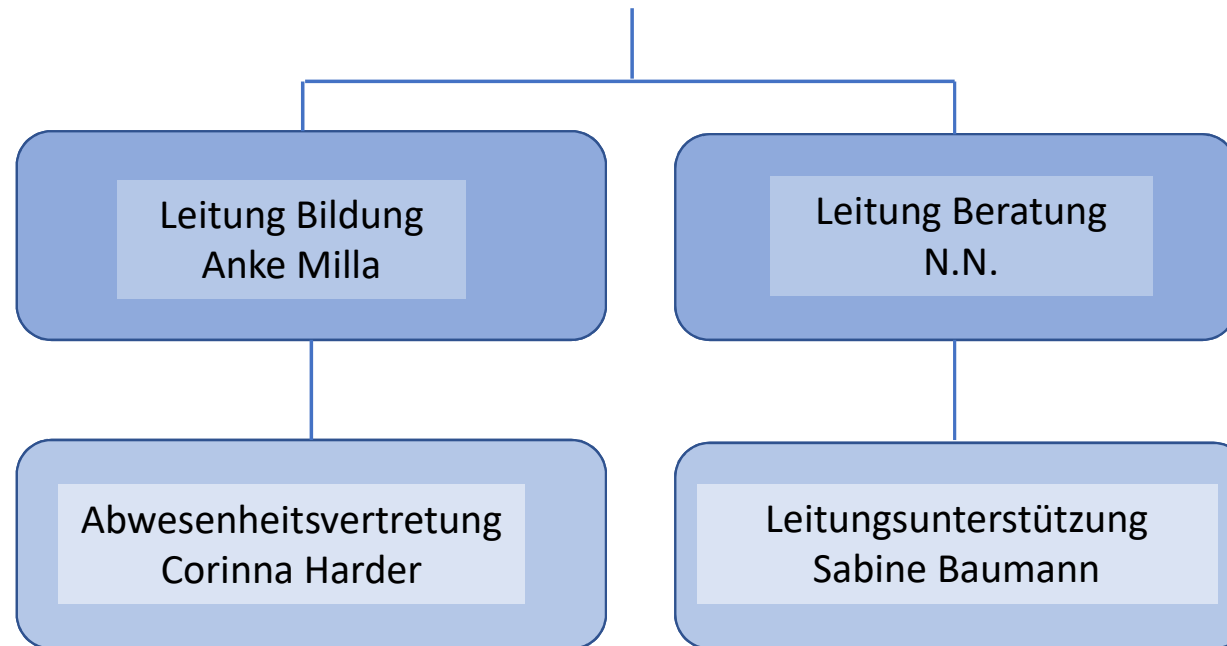 Leitung Bildung
Anke Milla
Leitung Beratung
N.N.
Abwesenheitsvertretung
Corinna Harder
Leitungsunterstützung
Sabine Baumann